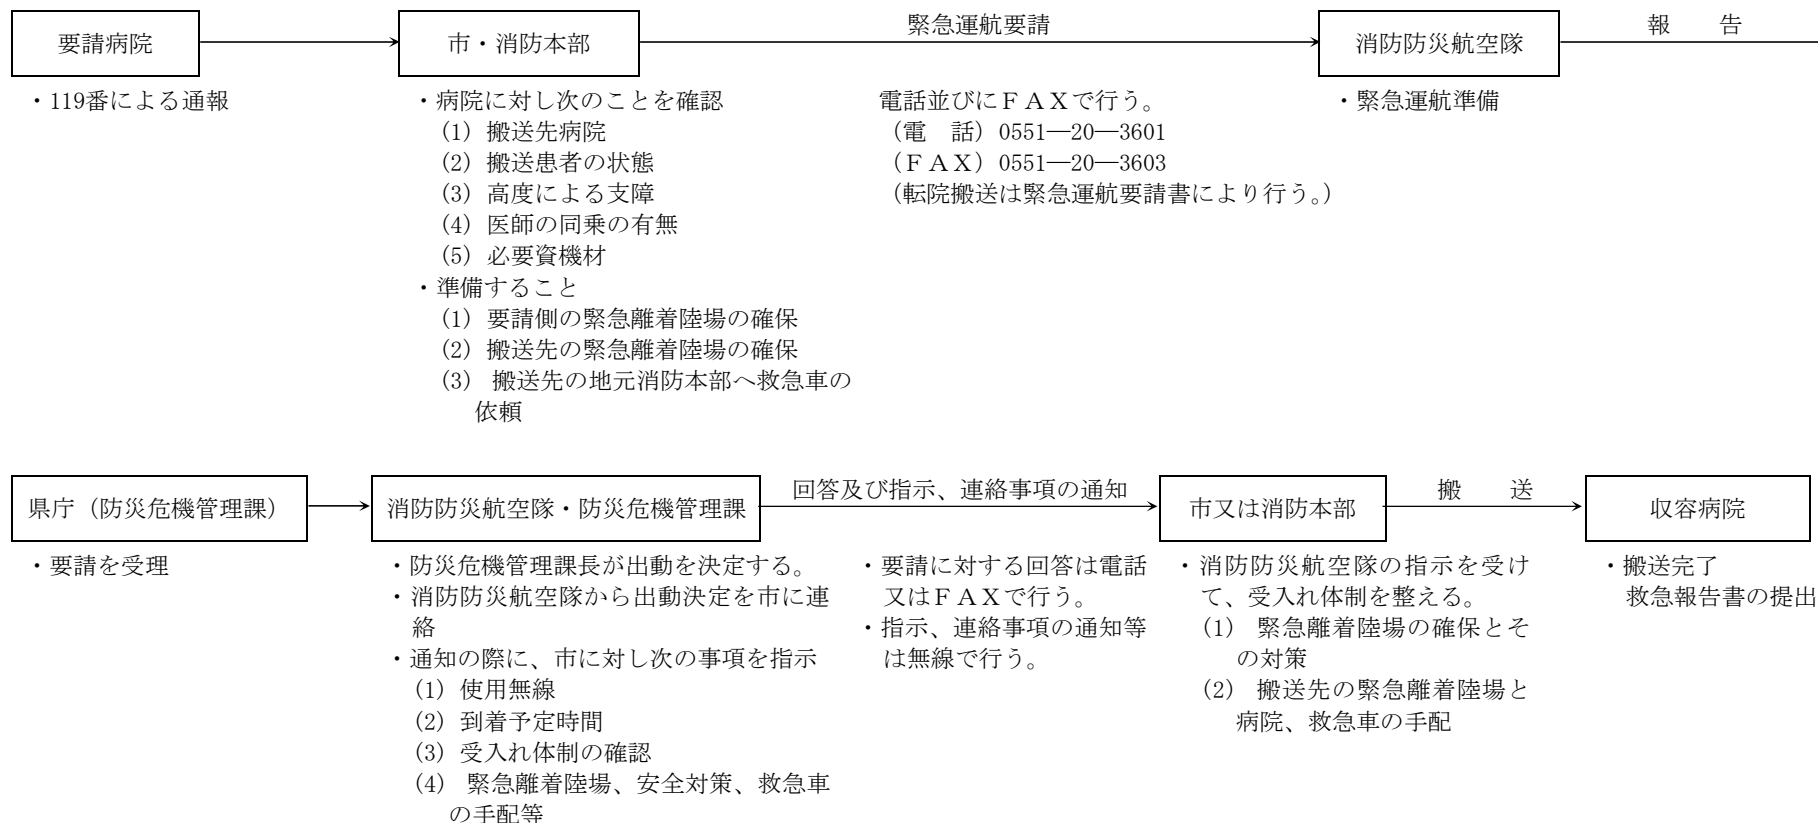 要請病院
市・消防本部
緊急運航要請
消防防災航空隊
報　告
・119番による通報
・病院に対し次のことを確認
(1) 搬送先病院
(2) 搬送患者の状態
(3) 高度による支障
(4) 医師の同乗の有無
(5) 必要資機材
・準備すること
(1) 要請側の緊急離着陸場の確保
(2) 搬送先の緊急離着陸場の確保
(3) 搬送先の地元消防本部へ救急車の
依頼
電話並びにＦＡＸで行う。
（電　話）0551―20―3601
（ＦＡＸ）0551―20―3603
（転院搬送は緊急運航要請書により行う。）
・緊急運航準備
県庁（防災危機管理課）
消防防災航空隊・防災危機管理課
回答及び指示、連絡事項の通知
市又は消防本部
搬　送
収容病院
・要請を受理
・防災危機管理課長が出動を決定する。
・消防防災航空隊から出動決定を市に連
絡
・通知の際に、市に対し次の事項を指示
(1) 使用無線
(2) 到着予定時間
(3) 受入れ体制の確認
(4) 緊急離着陸場、安全対策、救急車
の手配等
・要請に対する回答は電話
又はＦＡＸで行う。
・指示、連絡事項の通知等
は無線で行う。
・消防防災航空隊の指示を受け
て、受入れ体制を整える。
(1) 緊急離着陸場の確保とそ
の対策
(2) 搬送先の緊急離着陸場と
病院、救急車の手配
・搬送完了
救急報告書の提出